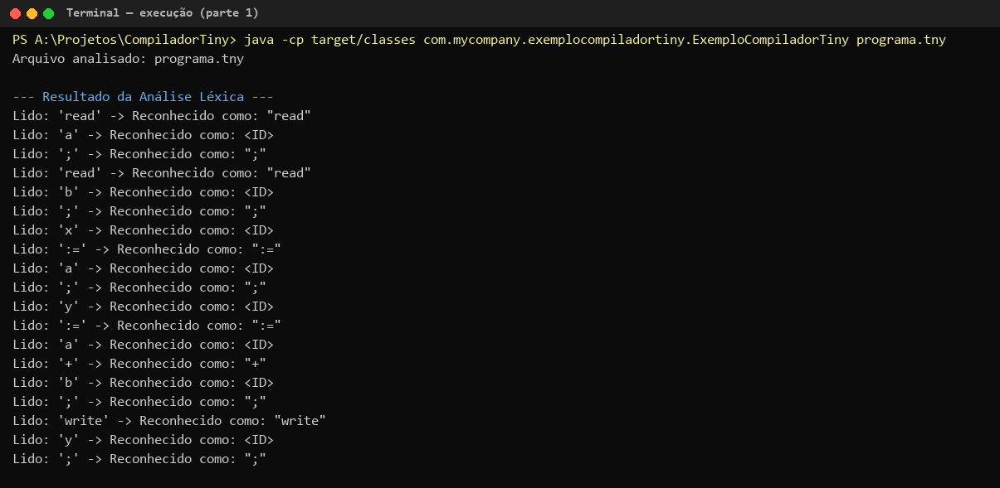 Terminal — execução (parte 1)
PS A:\Projetos\CompiladorTiny> java -cp target/classes com.mycompany.exemplocompiladortiny.ExemploCompiladorTiny programa.tny
Arquivo analisado: programa.tny
--- Resultado da Análise Léxica ---
Lido: 'read' -> Reconhecido como: "read"
Lido: 'a' -> Reconhecido como: <ID>
Lido: ';' -> Reconhecido como: ";"
Lido: 'read' -> Reconhecido como: "read"
Lido: 'b' -> Reconhecido como: <ID>
Lido: ';' -> Reconhecido como: ";"
Lido: 'x' -> Reconhecido como: <ID>
Lido: ':=' -> Reconhecido como: ":="
Lido: 'a' -> Reconhecido como: <ID>
Lido: ';' -> Reconhecido como: ";"
Lido: 'y' -> Reconhecido como: <ID>
Lido: ':=' -> Reconhecido como: ":="
Lido: 'a' -> Reconhecido como: <ID>
Lido: '+' -> Reconhecido como: "+"
Lido: 'b' -> Reconhecido como: <ID>
Lido: ';' -> Reconhecido como: ";"
Lido: 'write' -> Reconhecido como: "write"
Lido: 'y' -> Reconhecido como: <ID>
Lido: ';' -> Reconhecido como: ";"